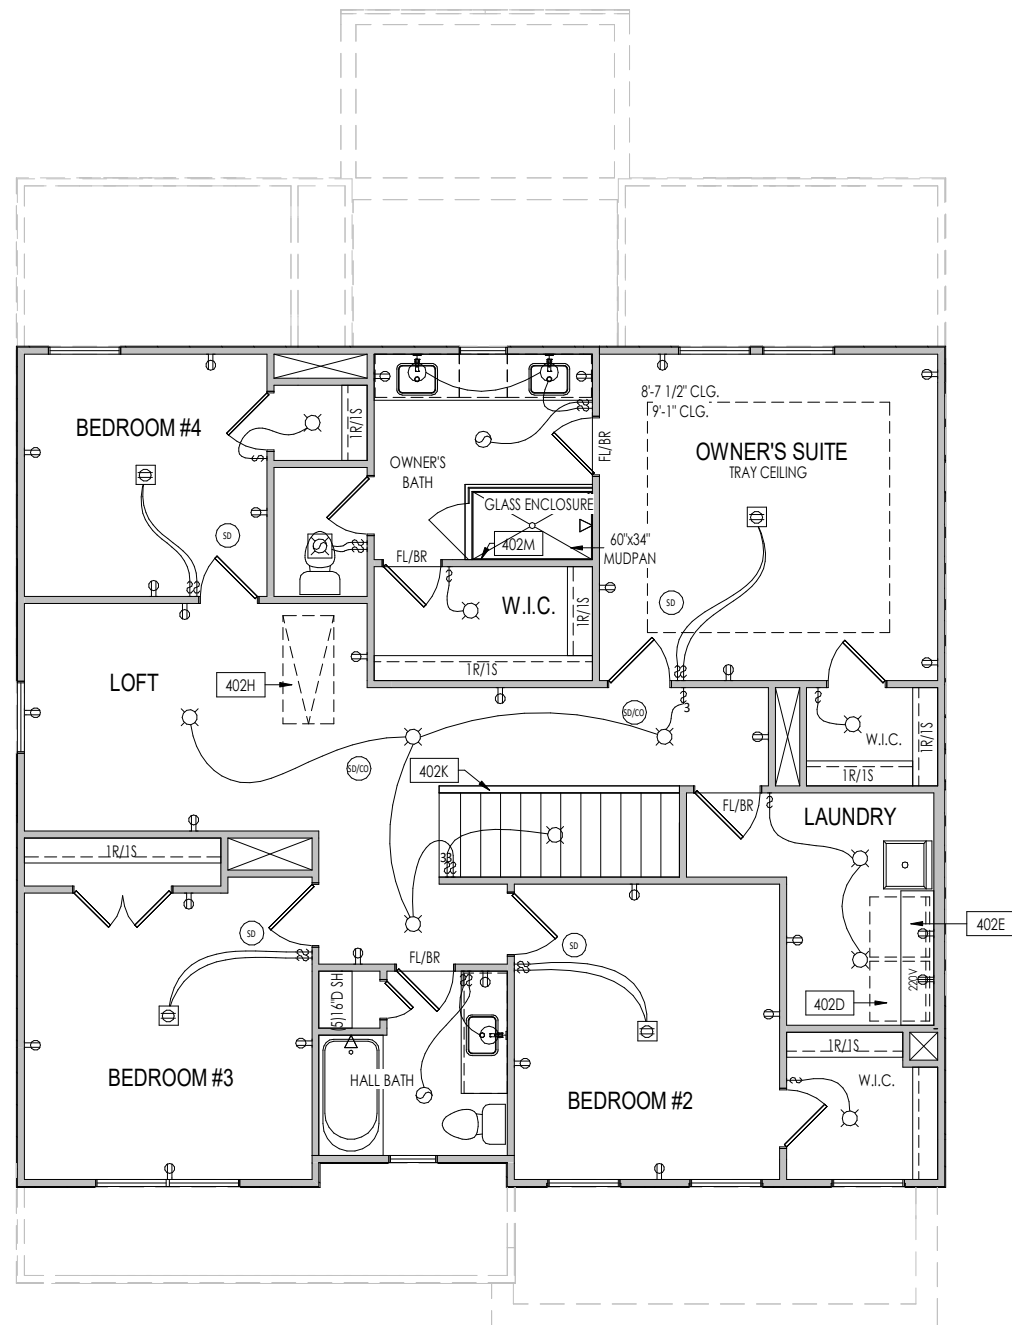 8'-7 1/2" CLG.
9'-1" CLG.
BEDROOM #4
1R/1S
S
OWNER'S
BATH
FL/BR
OWNER'S SUITE
TRAY CEILING
GLASS ENCLOSURE
SD
402M
60"x34"
MUDPAN
FL/BR
W.I.C.
1R/1S
SD
1R/1S
LOFT
402H
3
SD/CO
W.I.C.
1R/1S
SD/CO
402K
1R/1S
FL/BR
LAUNDRY
1R/1S
33
SD
SD
402E
FL/BR
220V
(5)16"D SH.
402D
1R/1S
BEDROOM #3
HALL BATH
W.I.C.
BEDROOM #2